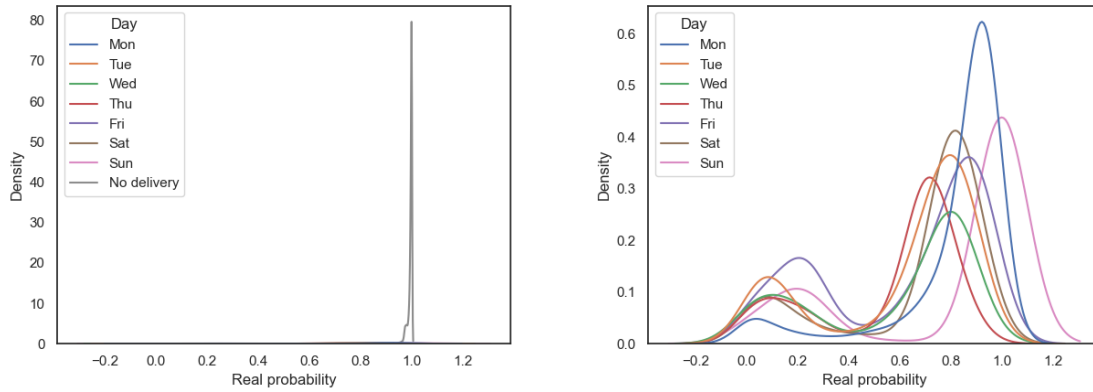 Day
Mon
Tue
Wed
Thu
Fri
Sat
Sun
No delivery
80
70
60
50
40
30
20
10
0
Density
-0.2 0.0 0.2 0.4 0.6 0.8 1.0 1.2
Real probability
Day
Mon
Tue
Wed
Thu
Fri
Sat
Sun
0.6
0.5
0.4
0.3
0.2
0.1
0.0
Density
-0.2 0.0 0.2 0.4 0.6 0.8 1.0 1.2
Real probability